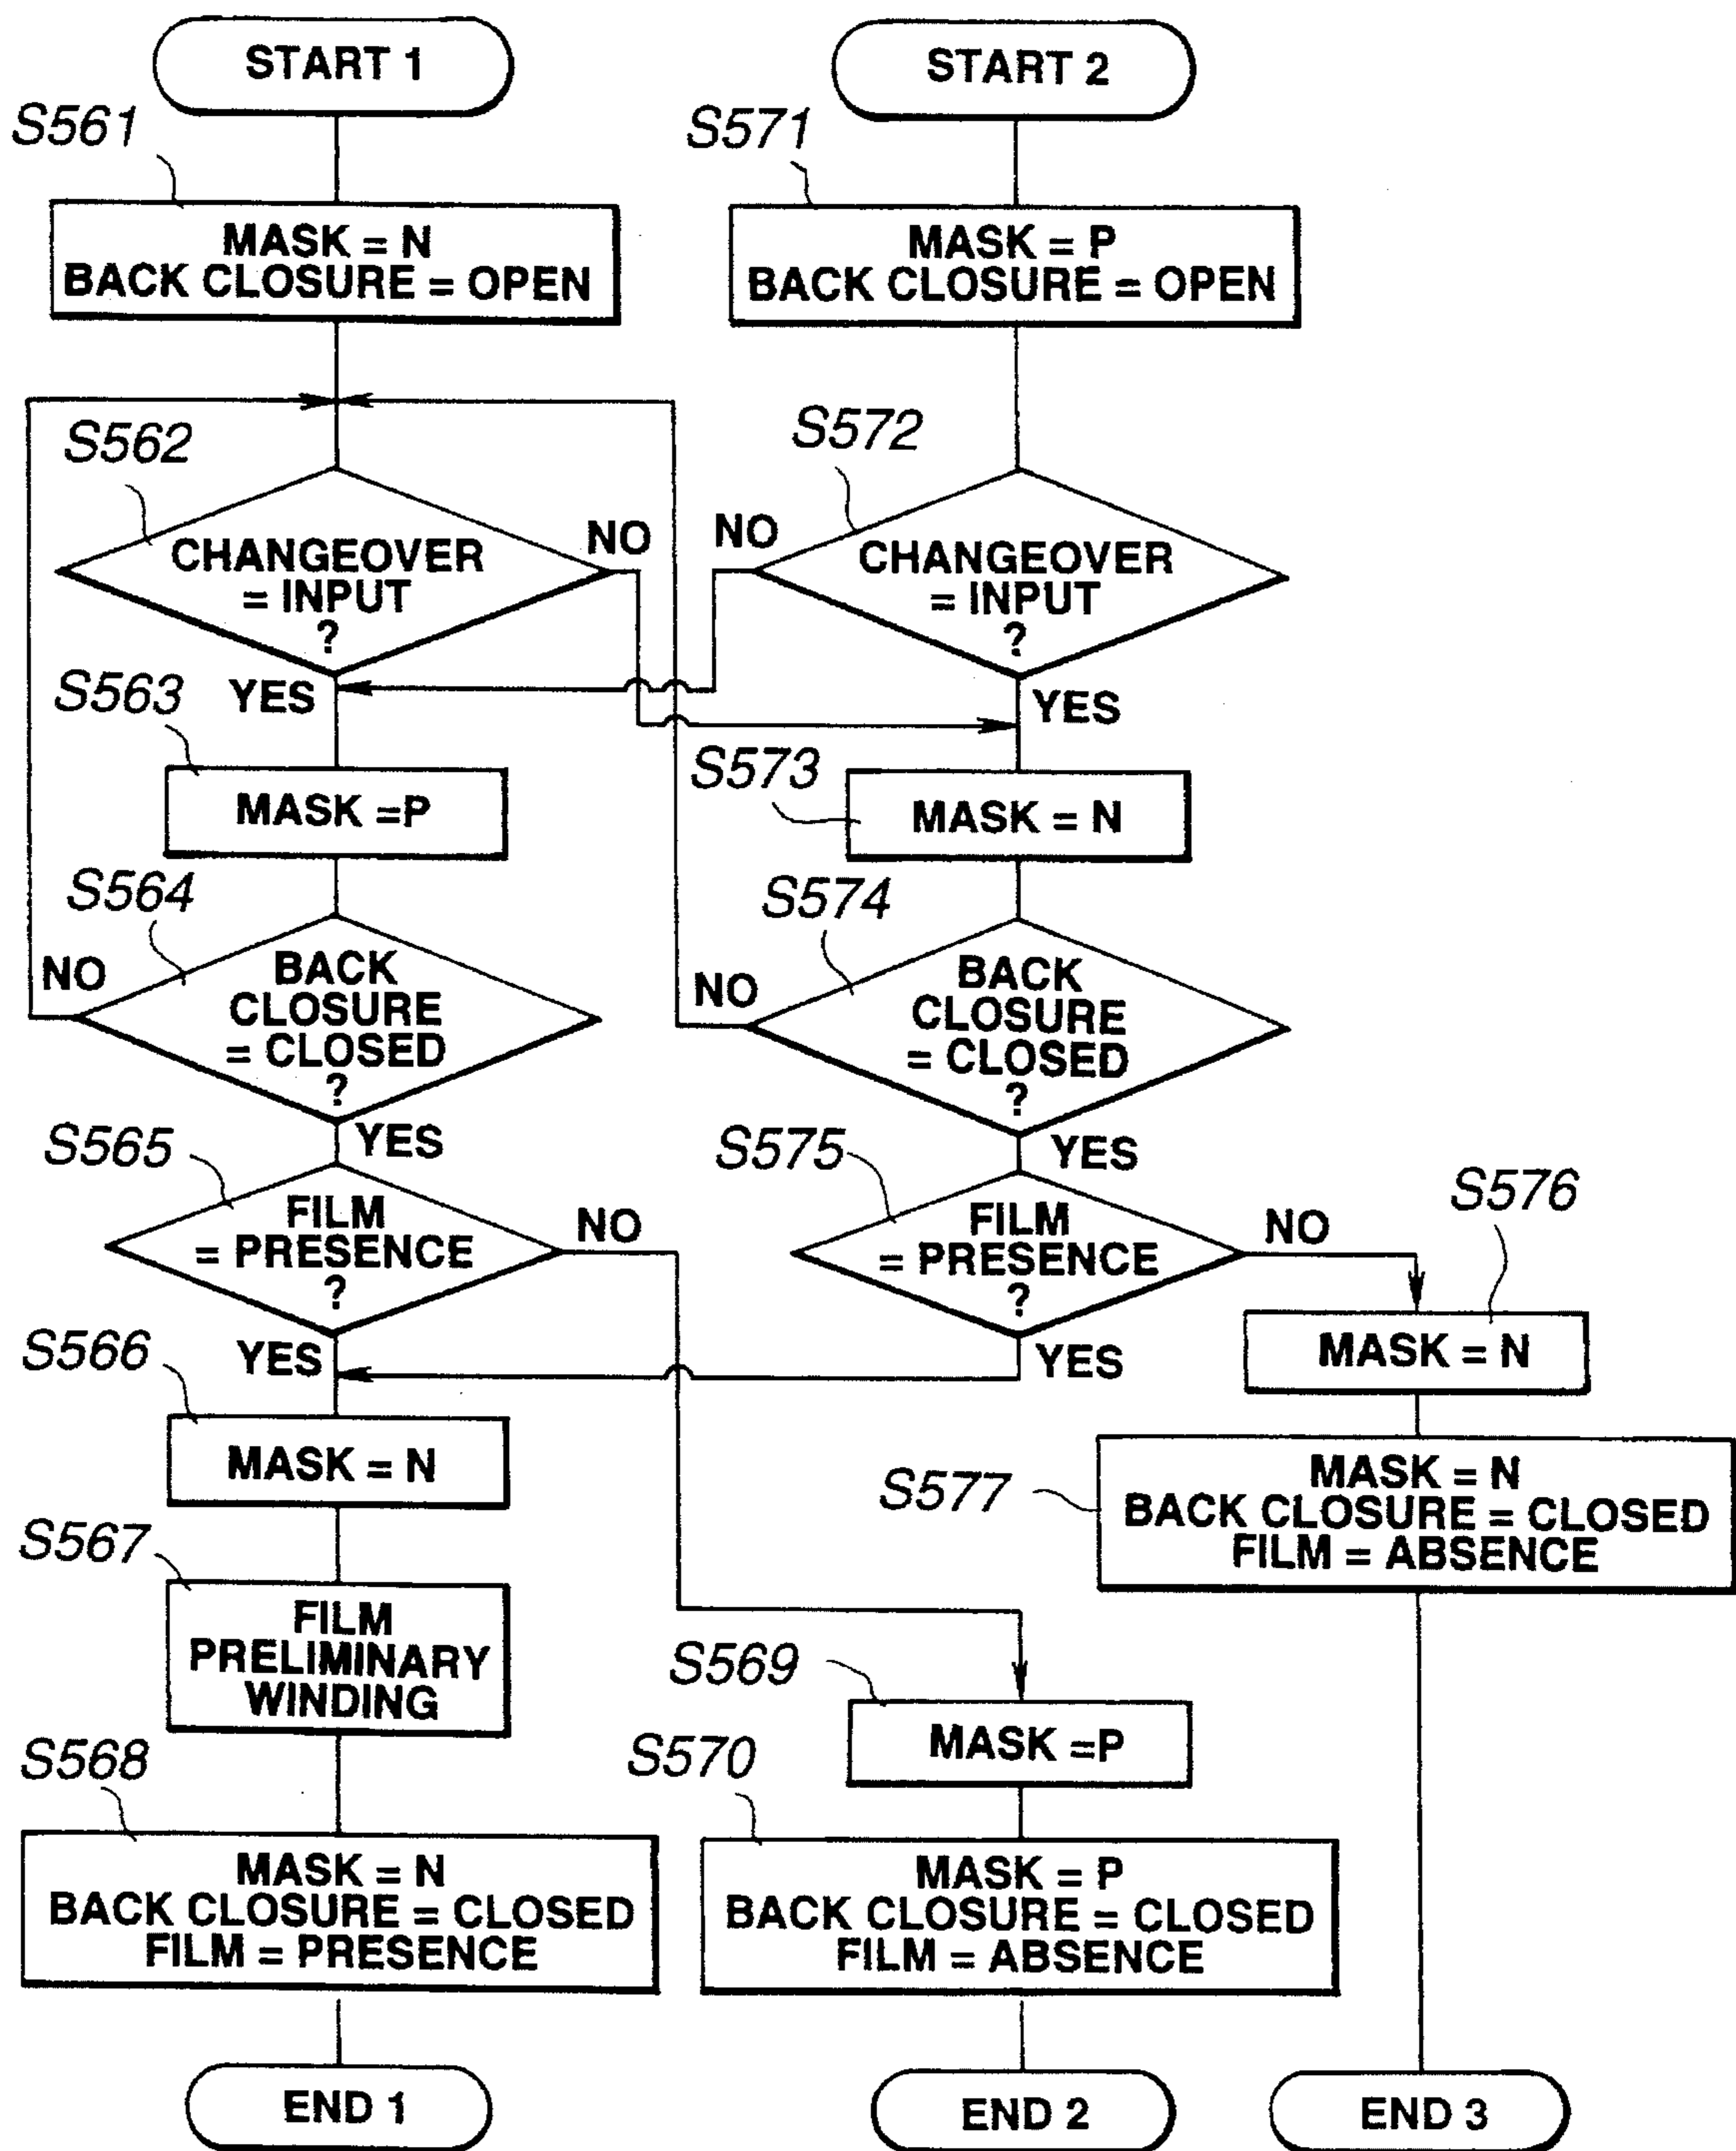 START 1
START 2
S561
S571
MASK = N
BACK CLOSURE = OPEN
MASK = P
BACK CLOSURE = OPEN
S562
S572
CHANGEOVER
= INPUT
?
NO
NO
CHANGEOVER
= INPUT
?
S563
YES
YES
MASK =P
S573
MASK = N
S564
S574
NO
BACK
CLOSURE
= CLOSED
?
NO
BACK
CLOSURE
= CLOSED
?
S565
YES
S575
YES
S576
FILM
= PRESENCE
?
NO
FILM
= PRESENCE
?
NO
S566
YES
YES
MASK = N
MASK = N
S577
MASK = N
BACK CLOSURE = CLOSED
FILM = ABSENCE
S567
FILM
PRELIMINARY
WINDING
S569
MASK =P
S568
S570
MASK = N
BACK CLOSURE = CLOSED
FILM = PRESENCE
MASK = P
BACK CLOSURE = CLOSED
FILM = ABSENCE
END 1
END 2
END 3